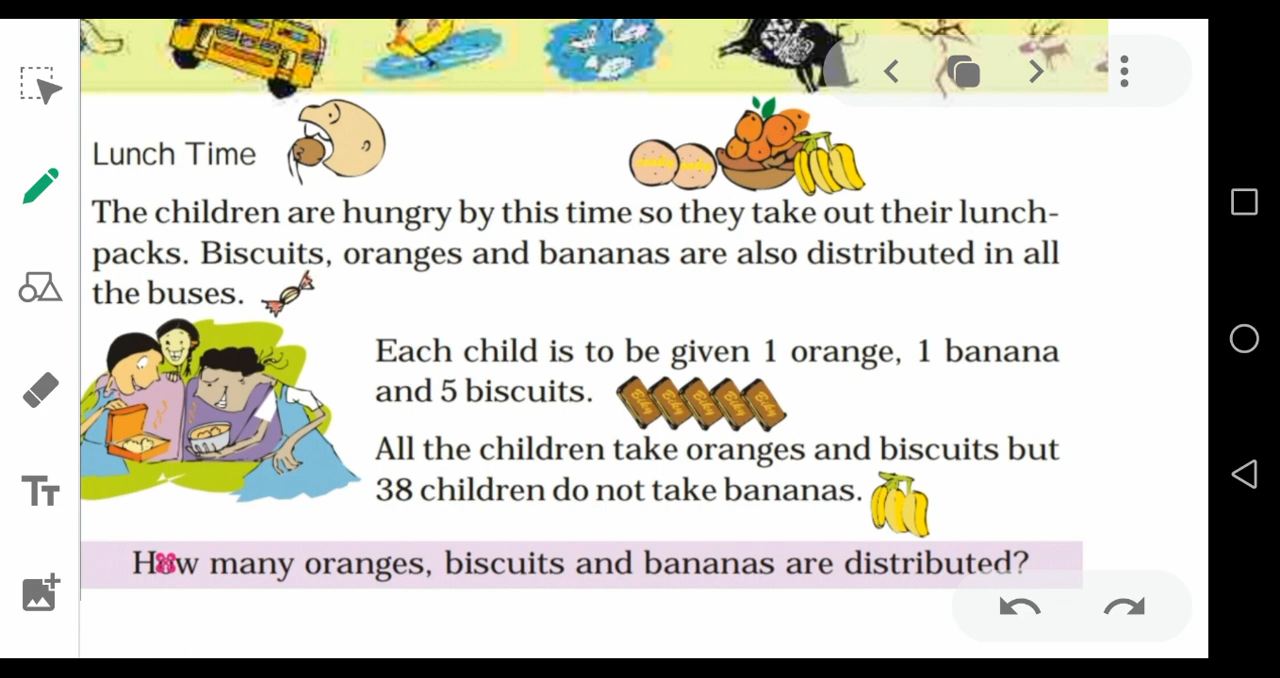 Lunch Time
The children are hungry by this time so they take out their lunch-
packs. Biscuits, oranges and bananas are also distributed in all
the buses.
Each child is to be given 1 orange, 1 banana
and 5 biscuits.
All the children take oranges and biscuits but
38 children do not take bananas.
How many oranges, biscuits and bananas are distributed?